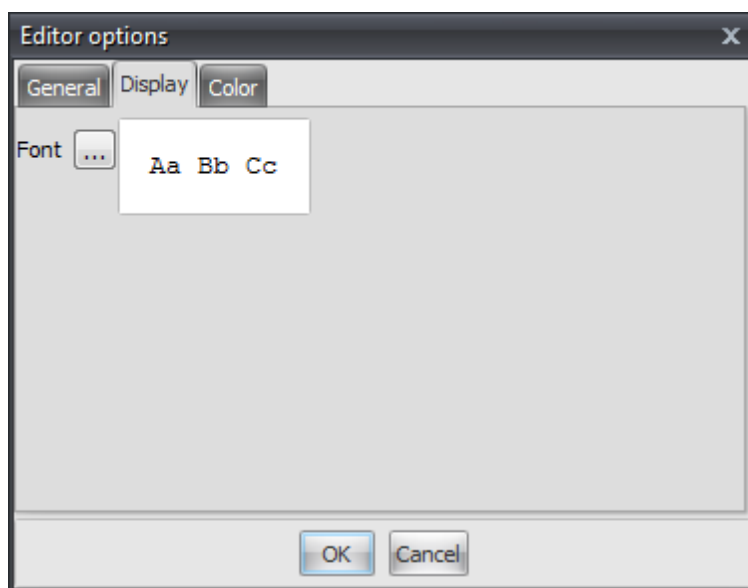 Editor options x
General Display Color
Font ... Aa Bb Cc
OK Cancel